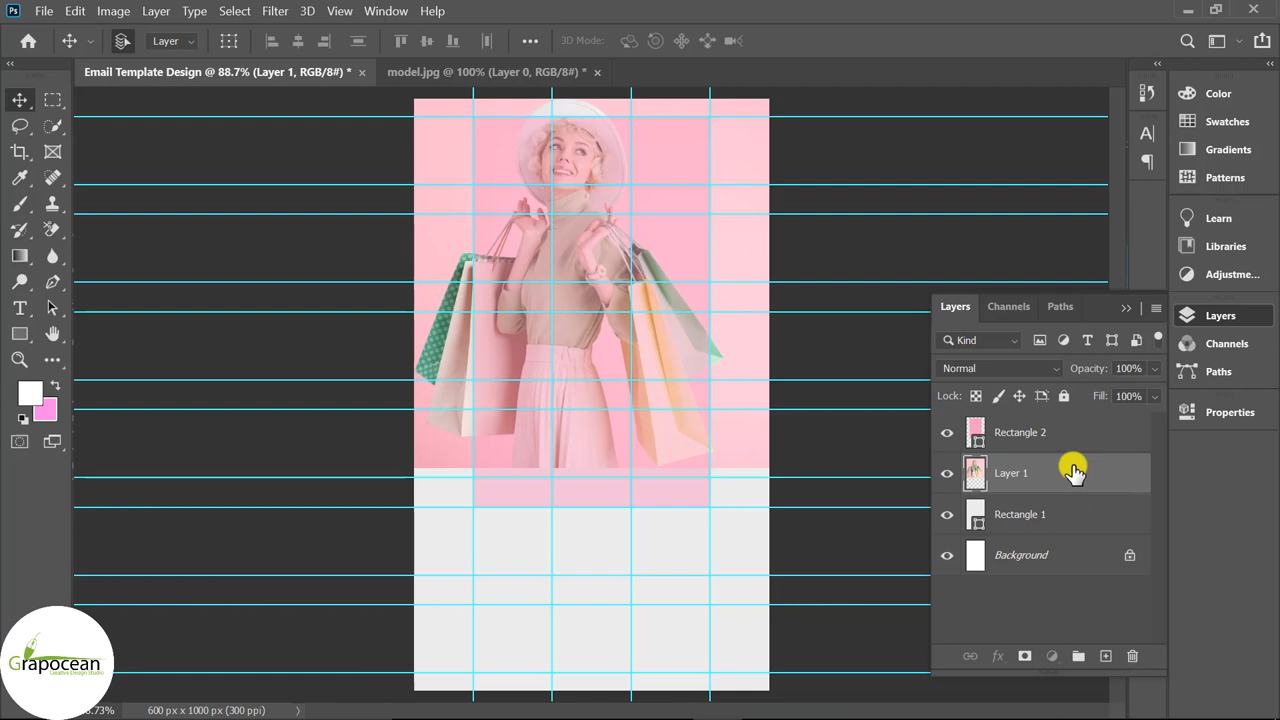 Ps File Edit Image Layer Type Select Filter 3D View Window Help
Layer 3D Mode:
Email Template Design @ 88.7% (Layer 1, RGB/8#) * × model.jpg @ 100% (Layer 0, RGB/8#) * ×
Color
Swatches
Gradients
Patterns
Learn
Libraries
Adjustme...
Layers
Channels
Paths
Properties
Layers Channels Paths
Kind
Normal Opacity: 100%
Lock: Fill: 100%
Rectangle 2
Layer 1
Rectangle 1
Background
Grapocean
Creative Design Studio
8.73% 600 px x 1000 px (300 ppi)